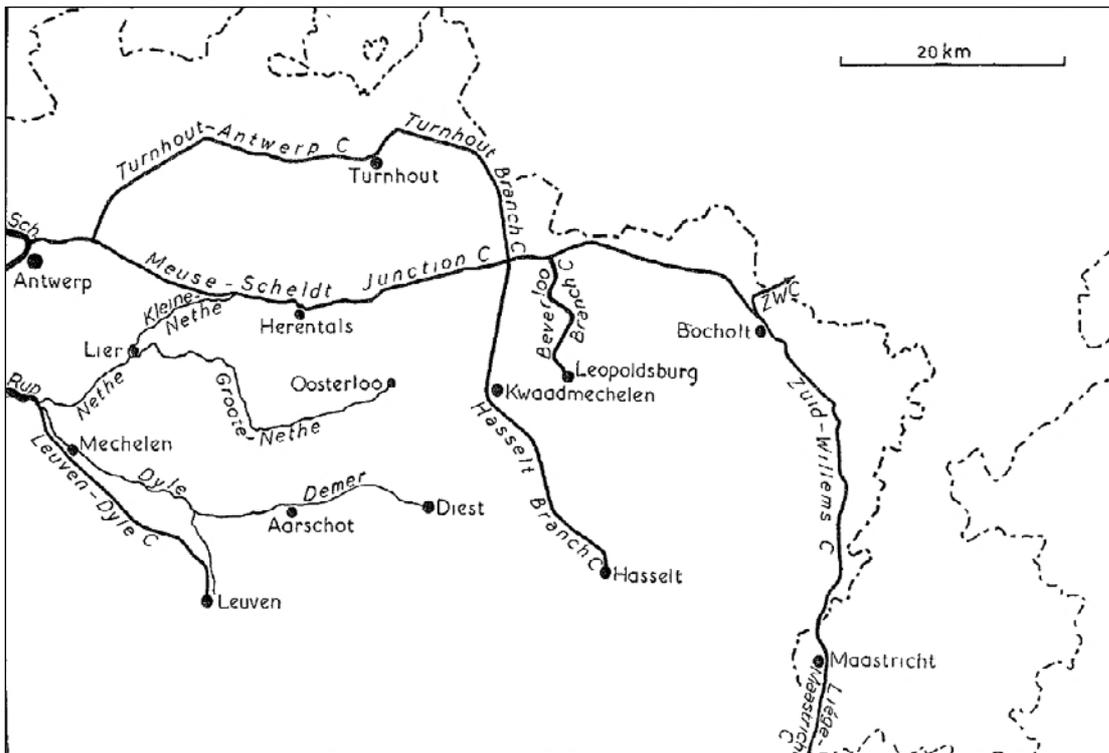 20 km
Turnhout-Antwerp C
Turnhout Branch C
Turnhout
Sch.
Antwerp
Meuse-Scheldt Junction C
Kleine-Nethe
Herentals
Beverloo Branch C
ZWC
Bocholt
Lier
Nethe
Groote-Nethe
Oosterloo
Leopoldsburg
Kwaadmechelen
Rup
Mechelen
Hasselt Branch C
Zuid-Willems C
Leuven-Dyle C
Dyle
Demer
Aarschot
Diest
Hasselt
Leuven
Maastricht
Liége-Maastricht C